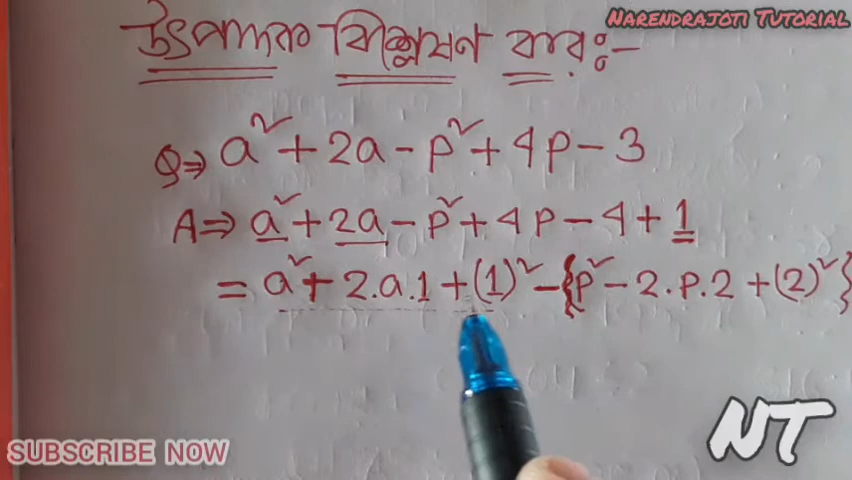 NARENDRAJOTI TUTORIAL
উৎপাদক বিশ্লেষণ কর:-
Q⇒ a² + 2a - p² + 4p - 3
A⇒ a² + 2a - p² + 4p - 4 + 1
= a² + 2.a.1 + (1)² - {p² - 2.p.2 + (2)²}
NT
SUBSCRIBE NOW